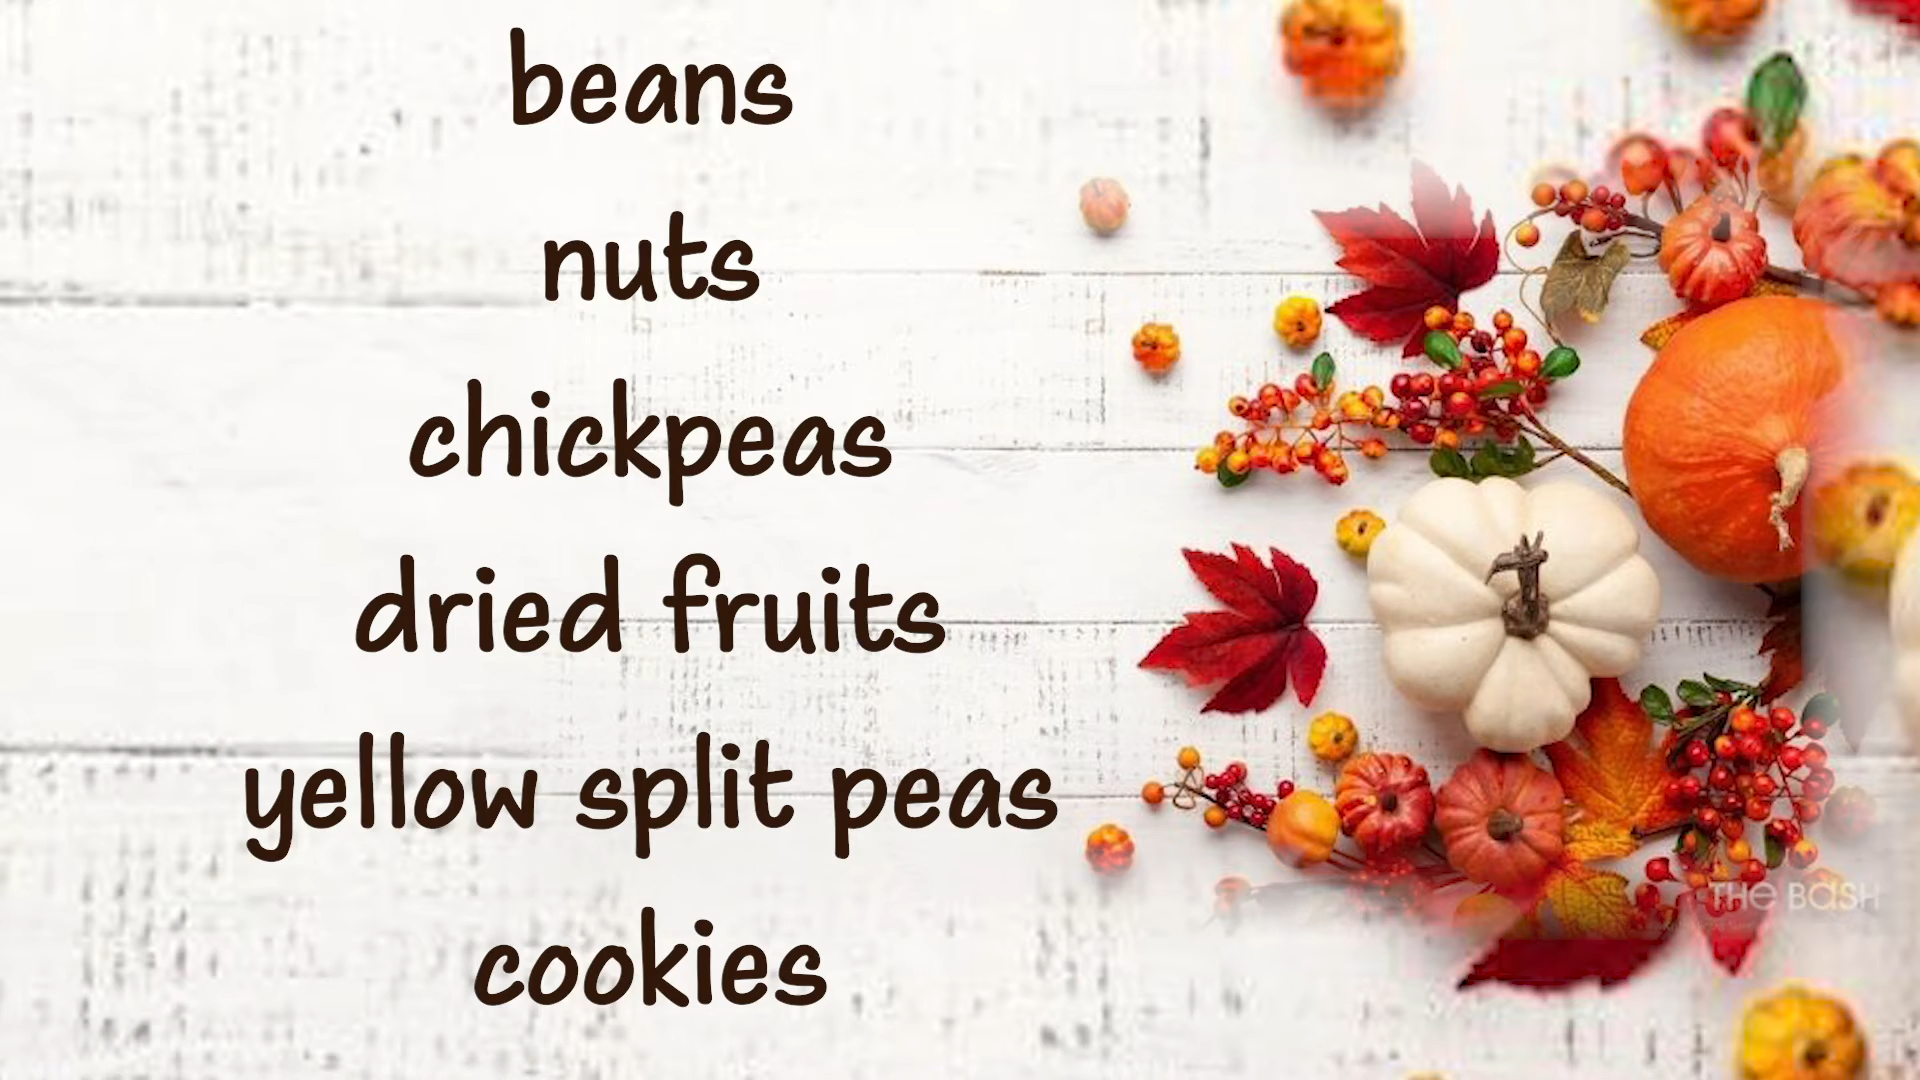 beans
nuts
chickpeas
dried fruits
yellow split peas
cookies
THE BASH